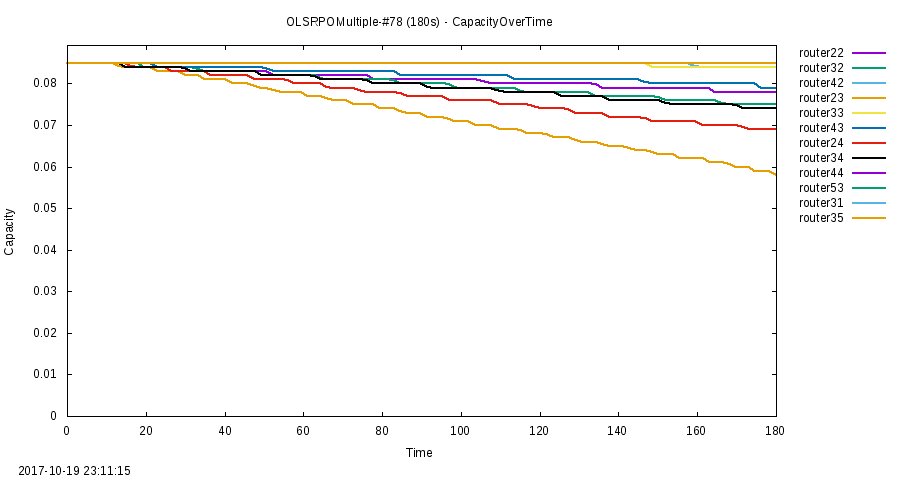 OLSRPOMultiple-#78 (180s) - CapacityOverTime
router22
router32
router42
router23
router33
router43
router24
router34
router44
router53
router31
router35
0.08
0.07
0.06
0.05
0.04
0.03
0.02
0.01
0
Capacity
0 20 40 60 80 100 120 140 160 180
Time
2017-10-19 23:11:15